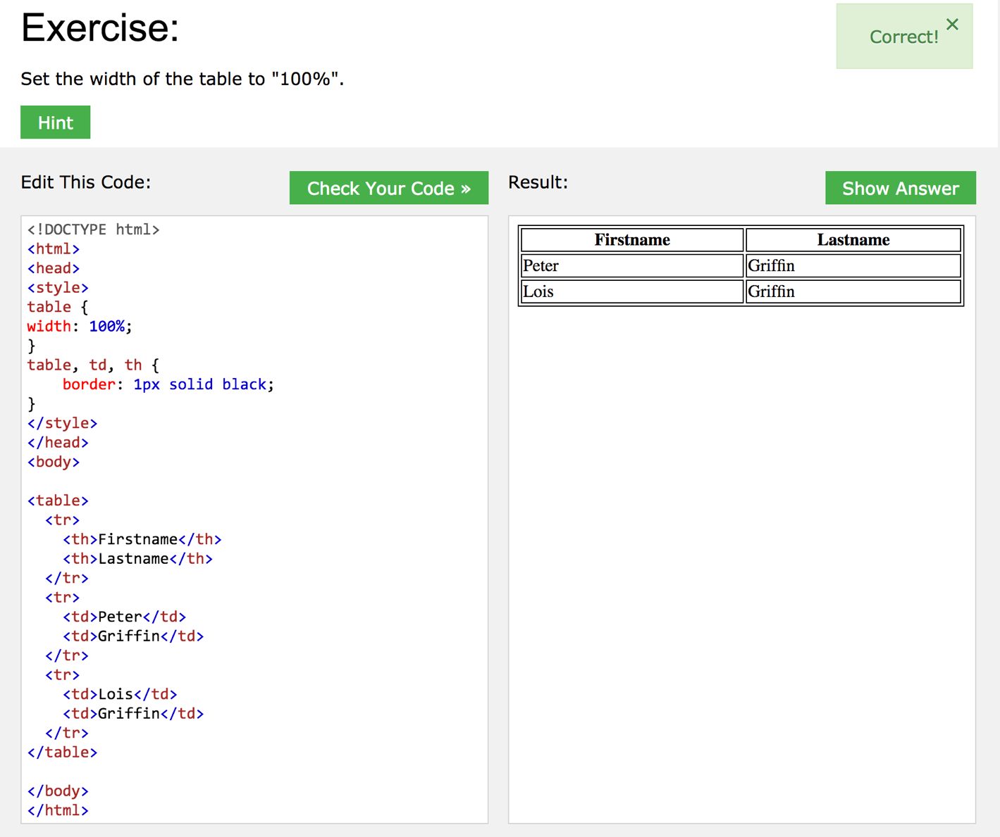 Exercise:
Correct!
×
Set the width of the table to "100%".
Hint
Edit This Code:
Check Your Code »
<!DOCTYPE html>
<html>
<head>
<style>
table {
width: 100%;
}
table, td, th {
    border: 1px solid black;
}
</style>
</head>
<body>

<table>
  <tr>
    <th>Firstname</th>
    <th>Lastname</th>
  </tr>
  <tr>
    <td>Peter</td>
    <td>Griffin</td>
  </tr>
  <tr>
    <td>Lois</td>
    <td>Griffin</td>
  </tr>
</table>

</body>
</html>
Result:
Show Answer
Firstname Lastname
Peter Griffin
Lois Griffin